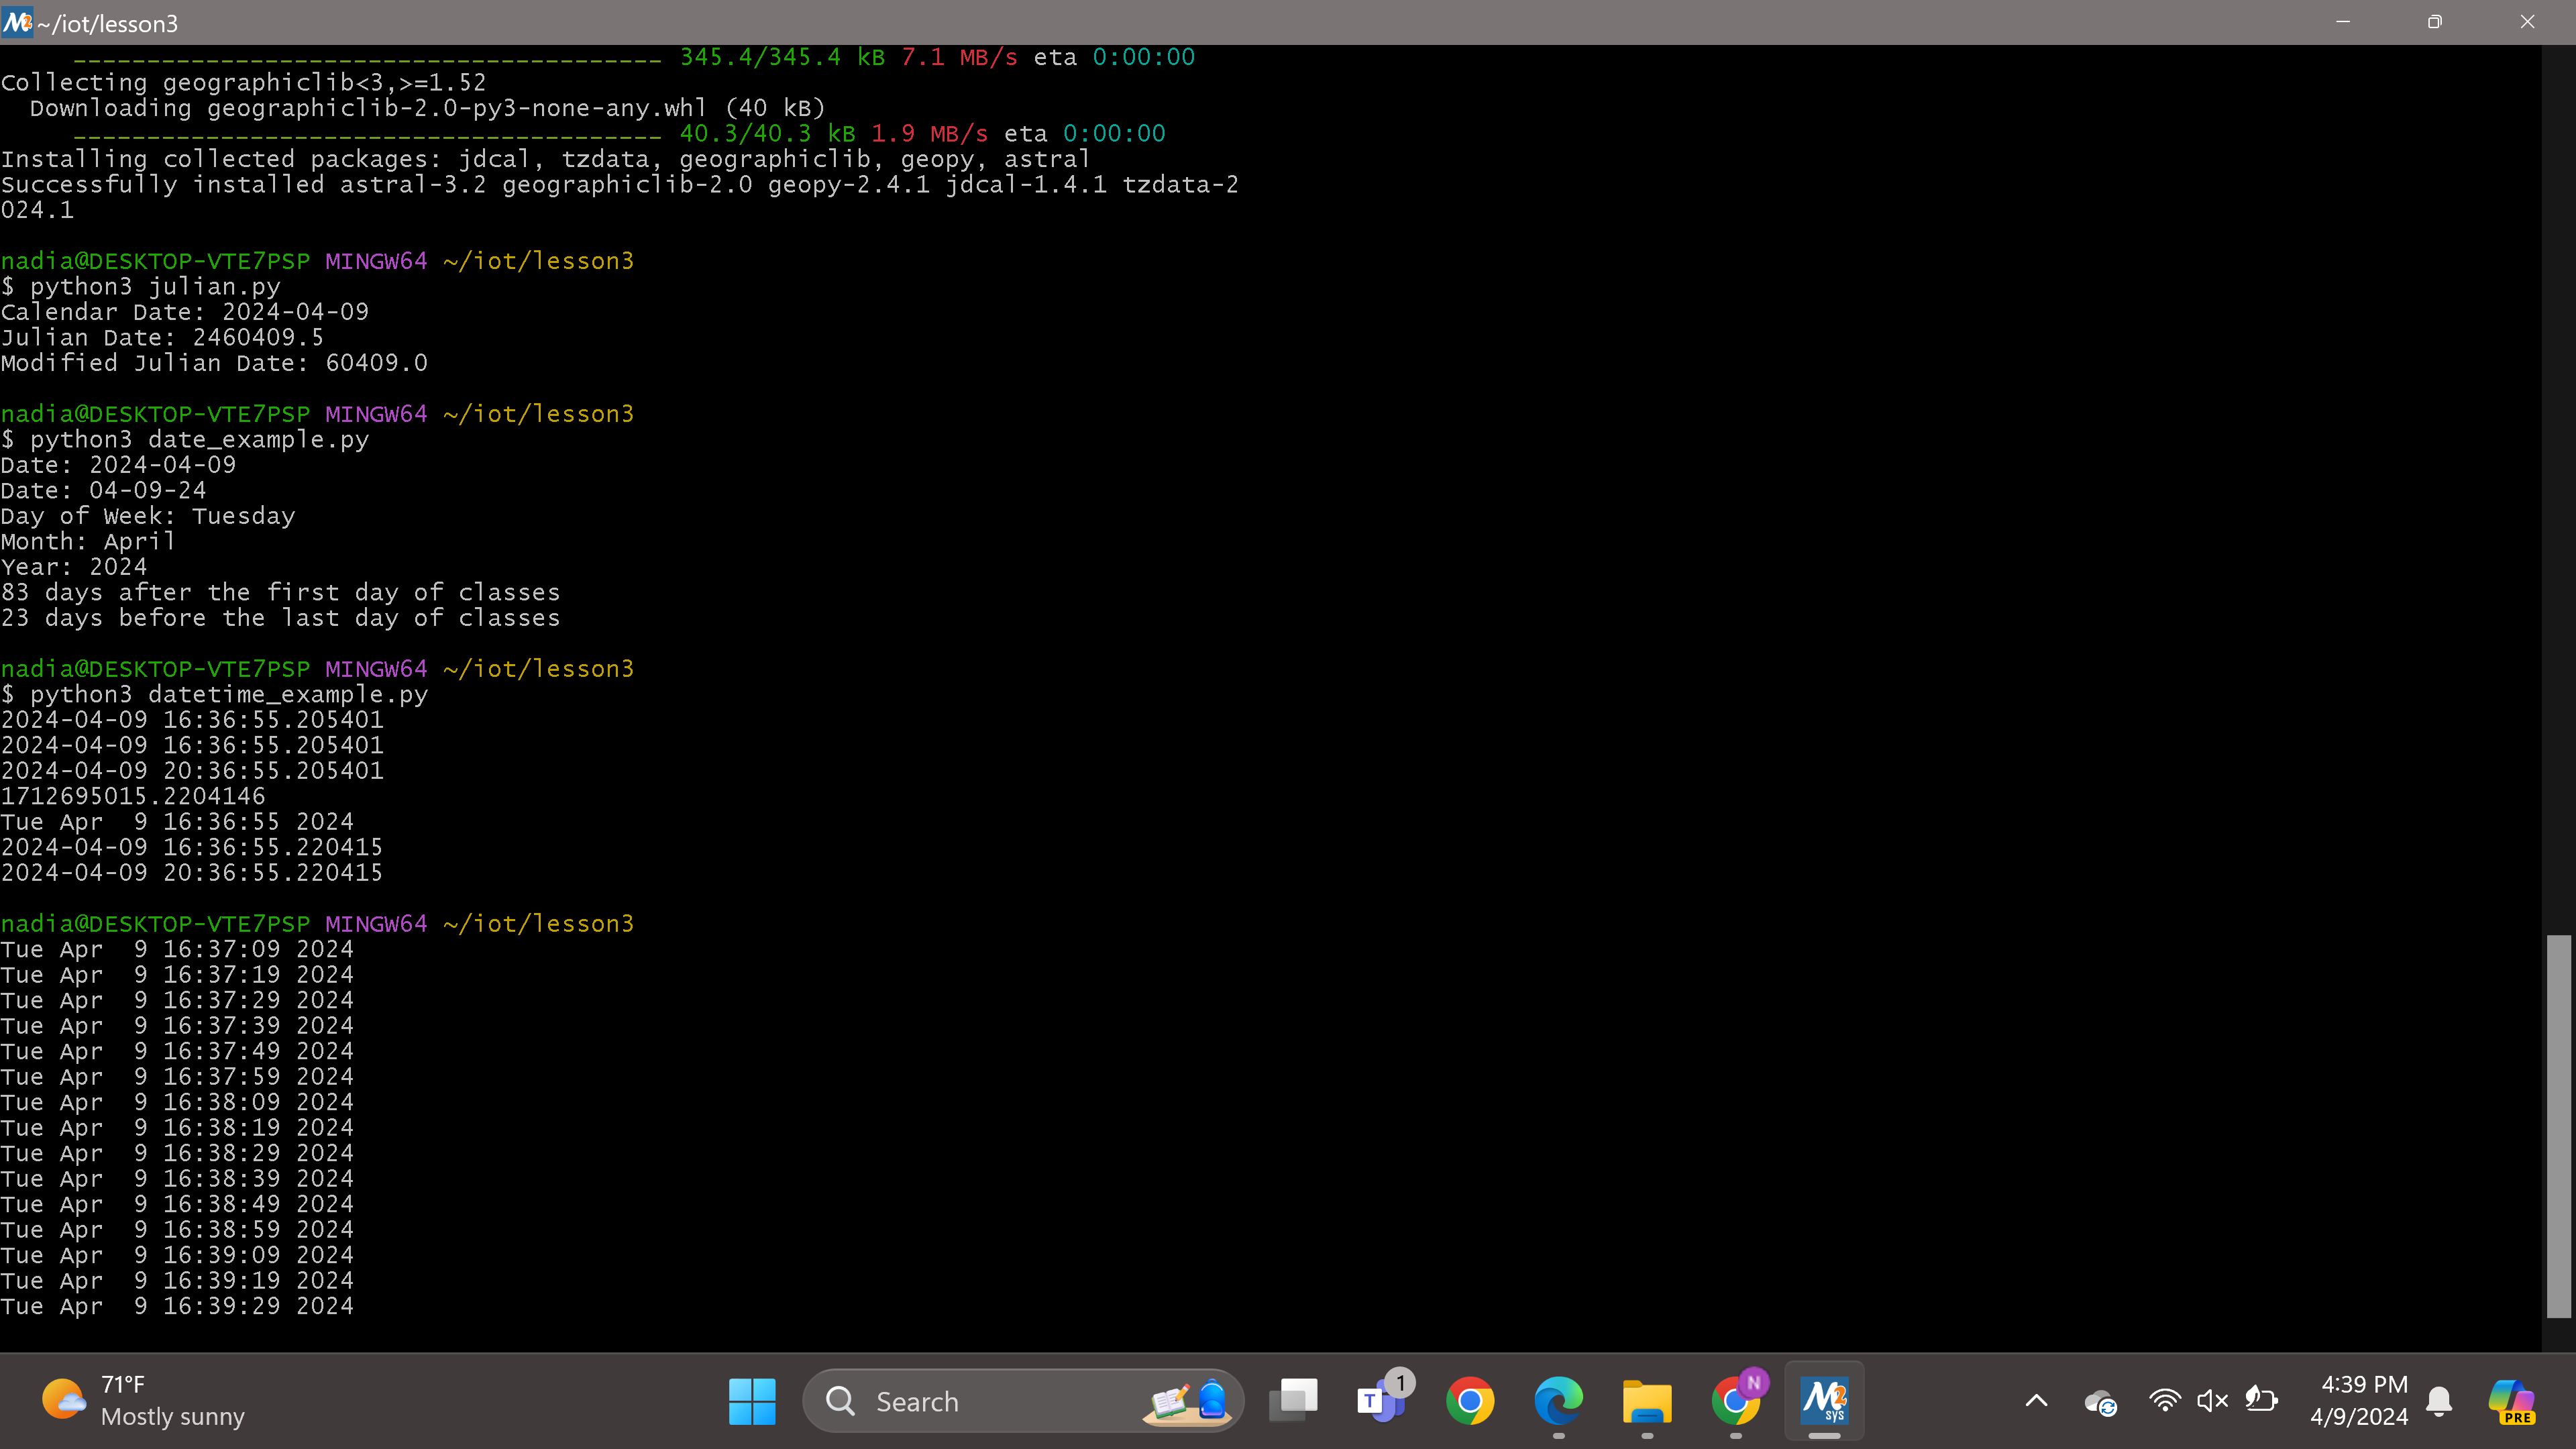 ~/iot/lesson3
---------------------------------------- 345.4/345.4 kB 7.1 MB/s eta 0:00:00
Collecting geographiclib<3,>=1.52
  Downloading geographiclib-2.0-py3-none-any.whl (40 kB)
---------------------------------------- 40.3/40.3 kB 1.9 MB/s eta 0:00:00
Installing collected packages: jdcal, tzdata, geographiclib, geopy, astral
Successfully installed astral-3.2 geographiclib-2.0 geopy-2.4.1 jdcal-1.4.1 tzdata-2
024.1
nadia@DESKTOP-VTE7PSP MINGW64 ~/iot/lesson3
$ python3 julian.py
Calendar Date: 2024-04-09
Julian Date: 2460409.5
Modified Julian Date: 60409.0
nadia@DESKTOP-VTE7PSP MINGW64 ~/iot/lesson3
$ python3 date_example.py
Date: 2024-04-09
Date: 04-09-24
Day of Week: Tuesday
Month: April
Year: 2024
83 days after the first day of classes
23 days before the last day of classes
nadia@DESKTOP-VTE7PSP MINGW64 ~/iot/lesson3
$ python3 datetime_example.py
2024-04-09 16:36:55.205401
2024-04-09 16:36:55.205401
2024-04-09 20:36:55.205401
1712695015.2204146
Tue Apr  9 16:36:55 2024
2024-04-09 16:36:55.220415
2024-04-09 20:36:55.220415
nadia@DESKTOP-VTE7PSP MINGW64 ~/iot/lesson3
Tue Apr  9 16:37:09 2024
Tue Apr  9 16:37:19 2024
Tue Apr  9 16:37:29 2024
Tue Apr  9 16:37:39 2024
Tue Apr  9 16:37:49 2024
Tue Apr  9 16:37:59 2024
Tue Apr  9 16:38:09 2024
Tue Apr  9 16:38:19 2024
Tue Apr  9 16:38:29 2024
Tue Apr  9 16:38:39 2024
Tue Apr  9 16:38:49 2024
Tue Apr  9 16:38:59 2024
Tue Apr  9 16:39:09 2024
Tue Apr  9 16:39:19 2024
Tue Apr  9 16:39:29 2024
71°F
Mostly sunny
Search
T
1
N
M2
sys
4:39 PM
4/9/2024
PRE